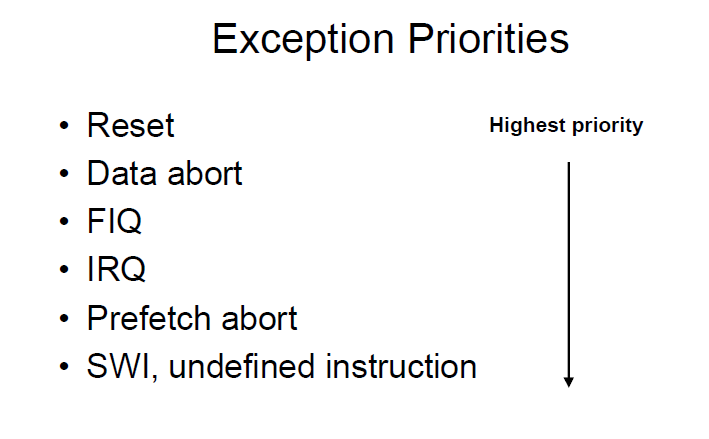 Exception Priorities
• Reset
Highest priority
• Data abort
• FIQ
• IRQ
• Prefetch abort
• SWI, undefined instruction